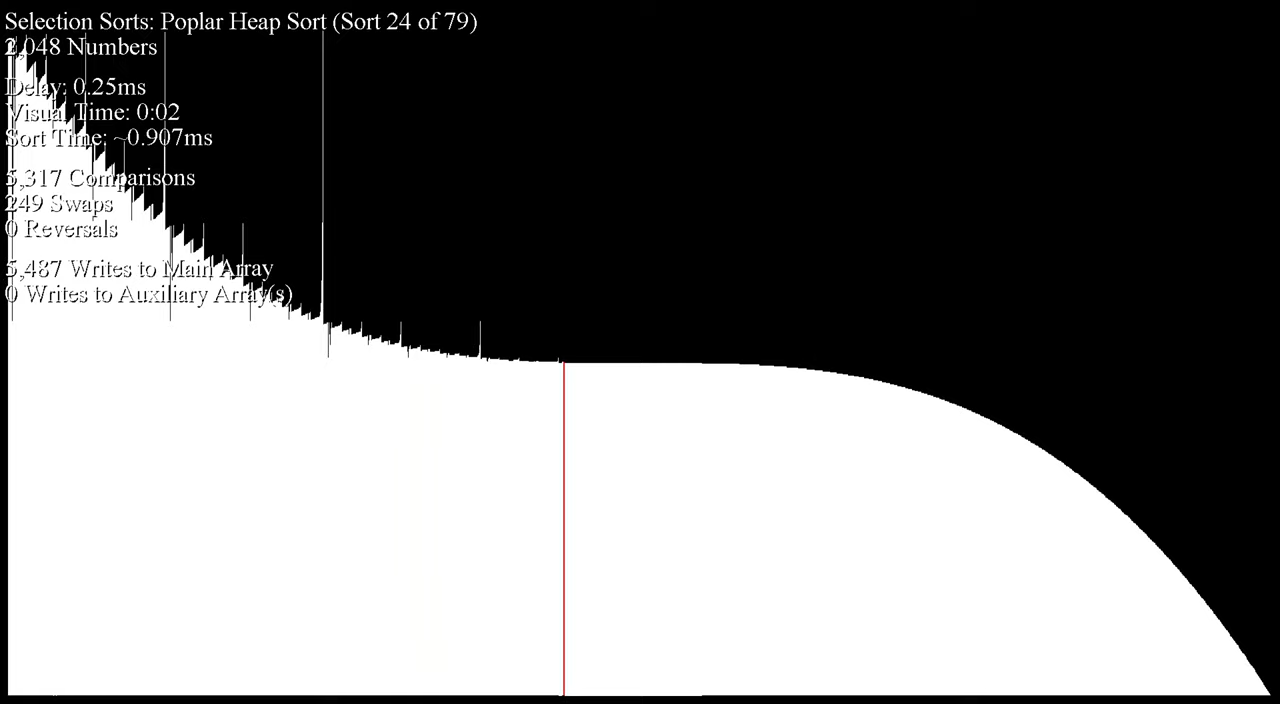 Selection Sorts: Poplar Heap Sort (Sort 24 of 79)
2,048 Numbers
Delay: 0.25ms
Visual Time: 0:02
Sort Time: ~0.907ms
5,317 Comparisons
249 Swaps
0 Reversals
5,487 Writes to Main Array
0 Writes to Auxiliary Array(s)